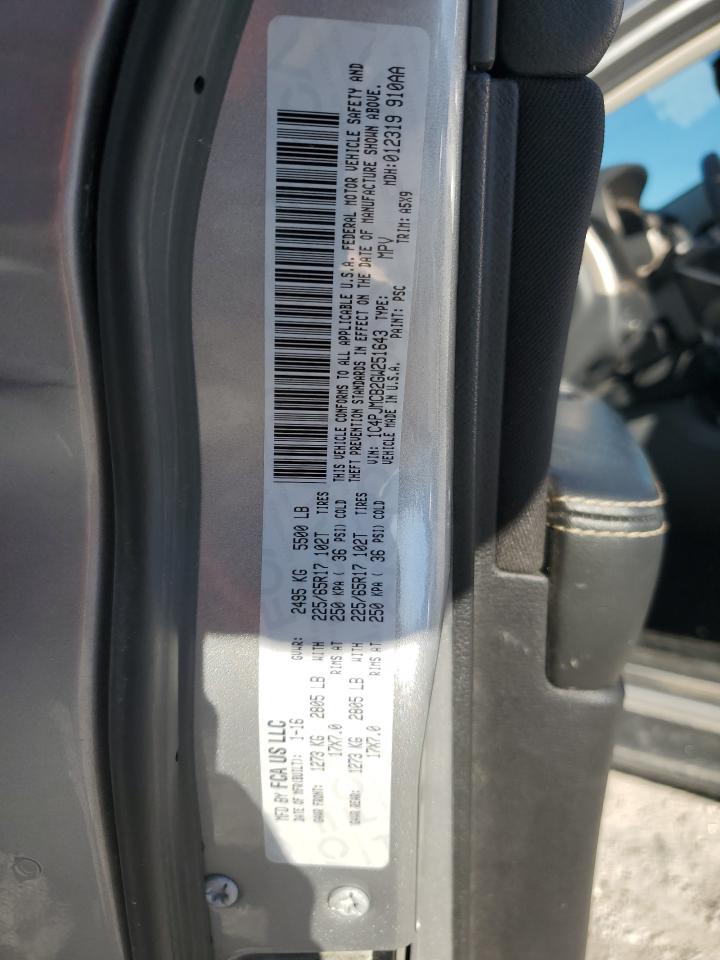 MFD BY FCA US LLC
DATE OF MFR(BUILT): 1-16 GVWR: 2495 KG 5500 LB
GAWR FRONT: 1273 KG 2805 LB WITH 225/65R17 102T TIRES
17X7.0 RIMS AT 250 KPA ( 36 PSI) COLD
GAWR REAR: 1273 KG 2805 LB WITH 225/65R17 102T TIRES
17X7.0 RIMS AT 250 KPA ( 36 PSI) COLD
THIS VEHICLE CONFORMS TO ALL APPLICABLE U.S.A. FEDERAL MOTOR VEHICLE SAFETY AND
THEFT PREVENTION STANDARDS IN EFFECT ON THE DATE OF MANUFACTURE SHOWN ABOVE.
VIN: 1C4PJMCB2GW251643 TYPE: MPV MDH:012319 910AA
VEHICLE MADE IN U.S.A. PAINT: PSC TRIM: A5X9